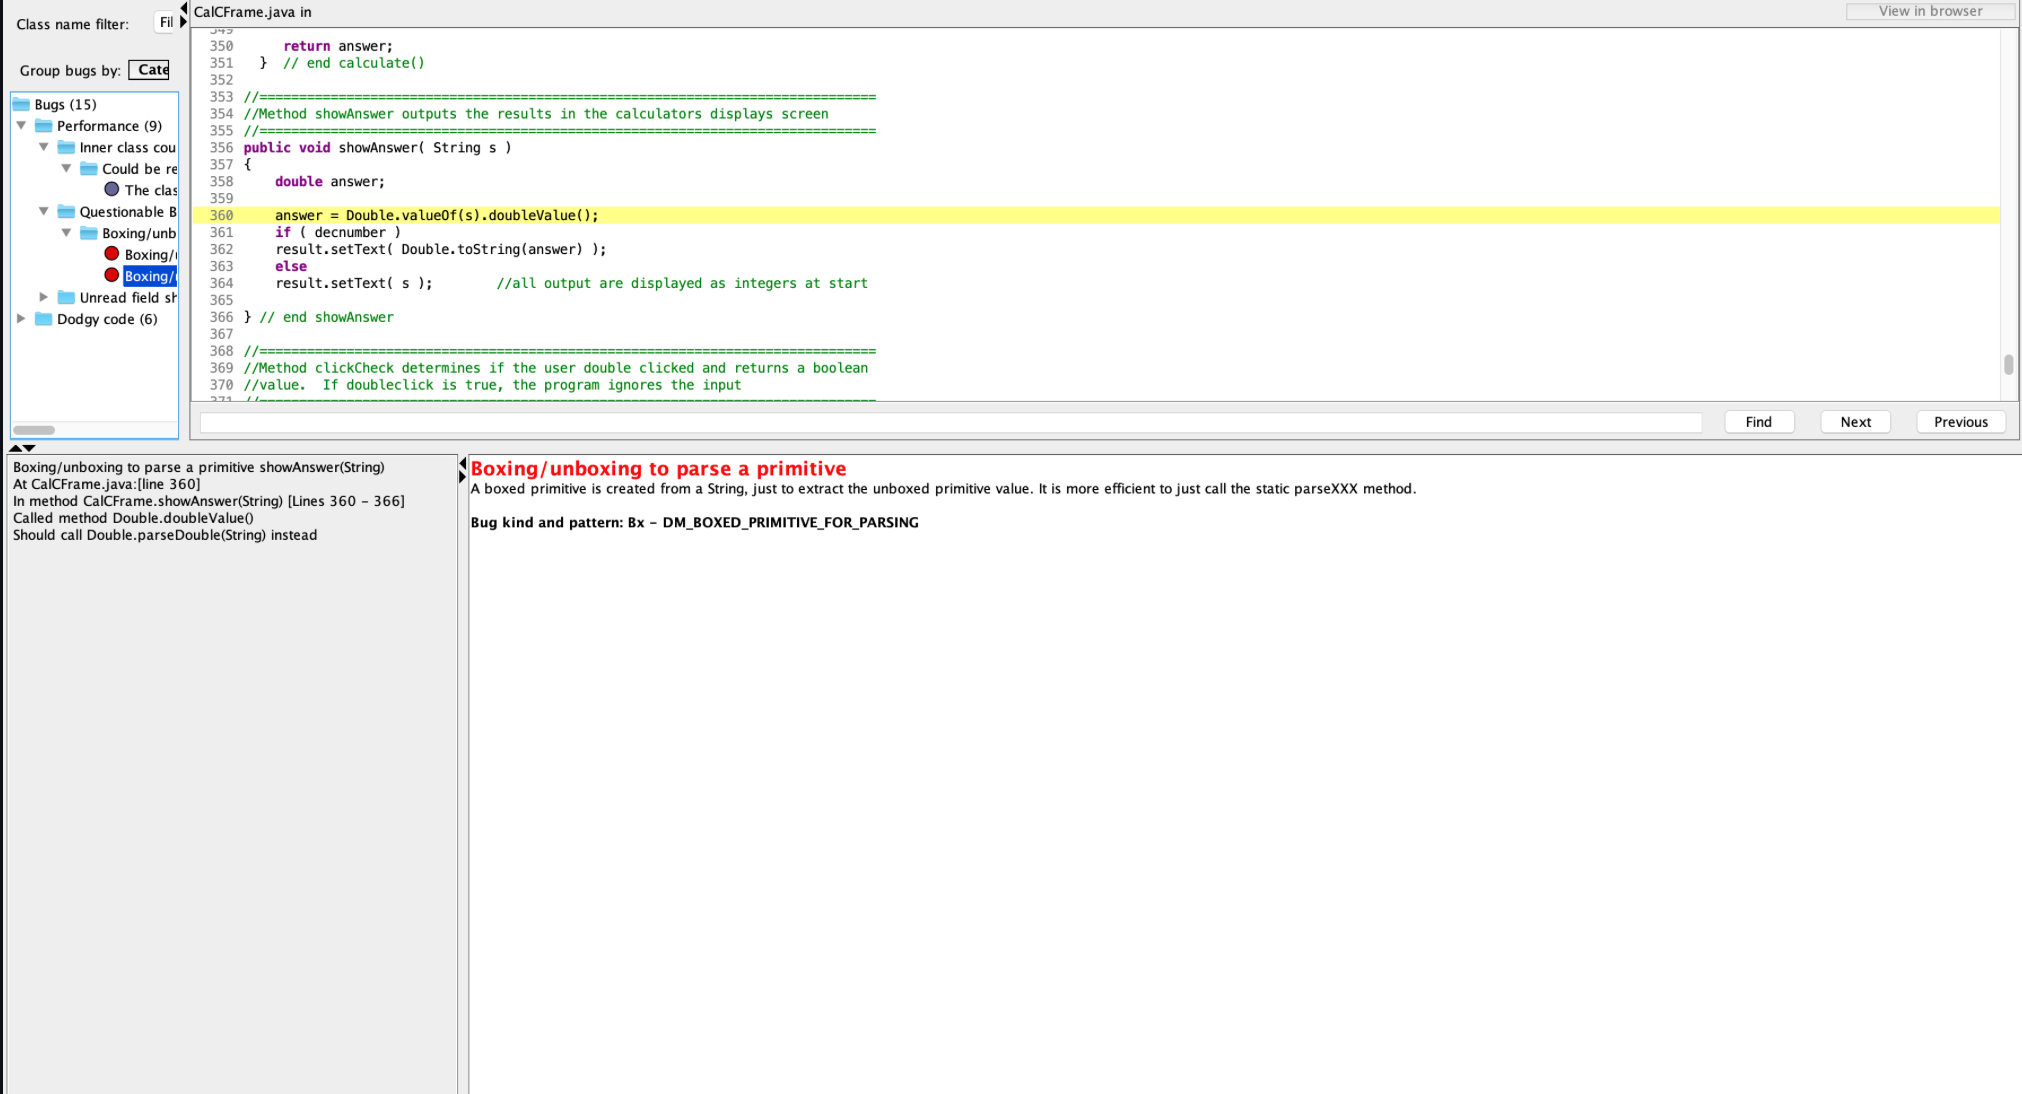 Class name filter:
Fil
Group bugs by: Cate
Bugs (15)
Performance (9)
Inner class cou
Could be re
The clas
Questionable B
Boxing/unb
Boxing/
Boxing/
Unread field sh
Dodgy code (6)
CalCFrame.java in
View in browser
349
350 return answer;
351 } // end calculate()
352
353 //==============================================================================
354 //Method showAnswer outputs the results in the calculators displays screen
355 //==============================================================================
356 public void showAnswer( String s )
357 {
358 double answer;
359
360 answer = Double.valueOf(s).doubleValue();
361 if ( decnumber )
362 result.setText( Double.toString(answer) );
363 else
364 result.setText( s ); //all output are displayed as integers at start
365
366 } // end showAnswer
367
368 //==============================================================================
369 //Method clickCheck determines if the user double clicked and returns a boolean
370 //value. If doubleclick is true, the program ignores the input
371 //==============================================================================
Find
Next
Previous
Boxing/unboxing to parse a primitive showAnswer(String)
At CalCFrame.java:[line 360]
In method CalCFrame.showAnswer(String) [Lines 360 - 366]
Called method Double.doubleValue()
Should call Double.parseDouble(String) instead
Boxing/unboxing to parse a primitive
A boxed primitive is created from a String, just to extract the unboxed primitive value. It is more efficient to just call the static parseXXX method.
Bug kind and pattern: Bx - DM_BOXED_PRIMITIVE_FOR_PARSING